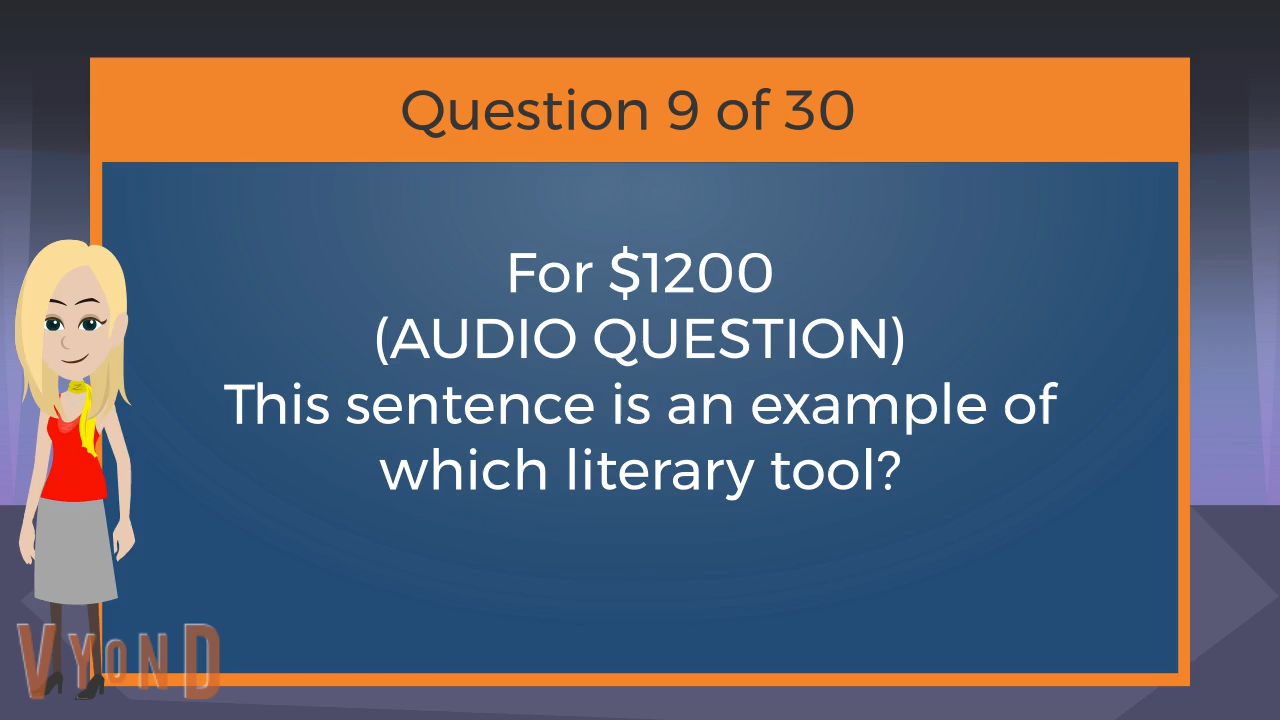 Question 9 of 30
For $1200
(AUDIO QUESTION)
This sentence is an example of
which literary tool?
VYOND